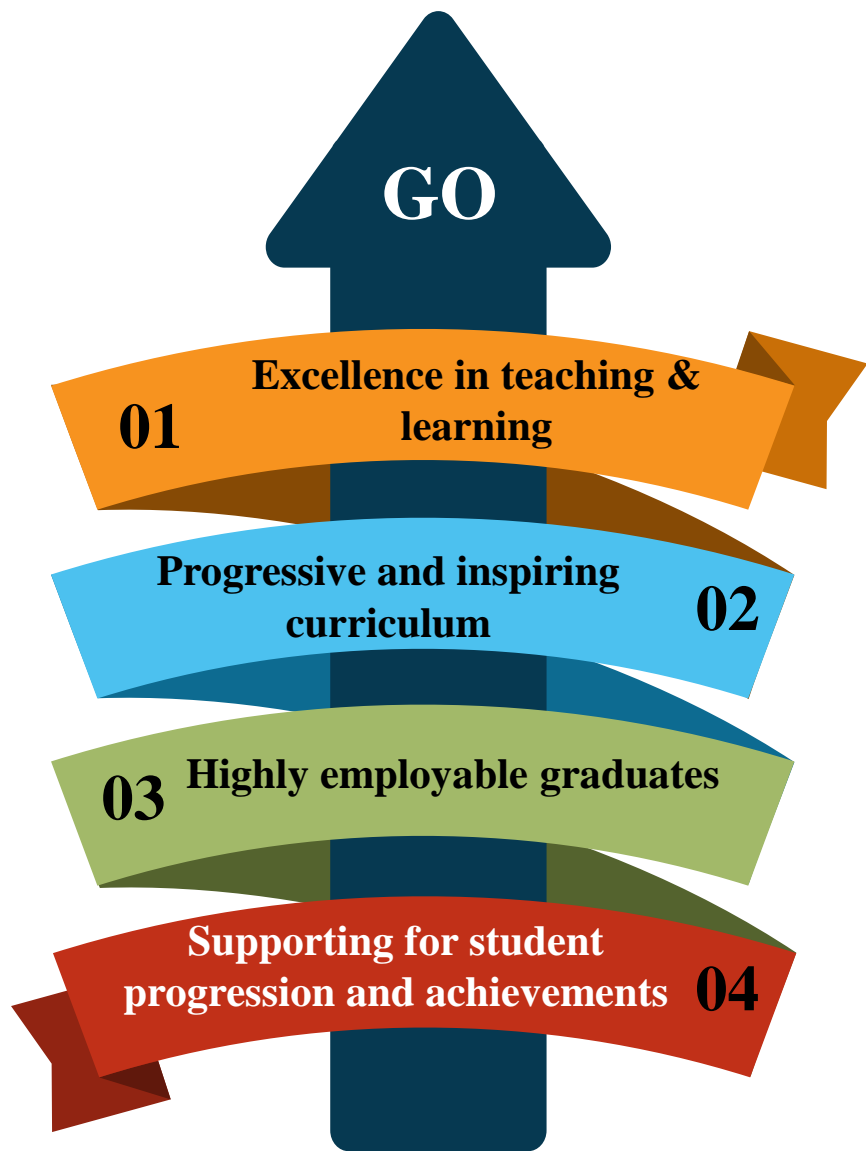 GO
Excellence in teaching &
learning
01
Progressive and inspiring
curriculum
02
Highly employable graduates
03
Supporting for student
progression and achievements
04